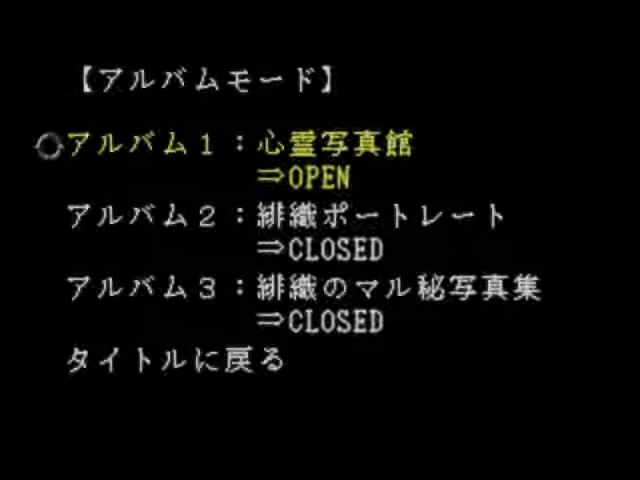 【アルバムモード】
アルバム1：心霊写真館
⇒OPEN
アルバム2：緋織ポートレート
⇒CLOSED
アルバム3：緋織のマル秘写真集
⇒CLOSED
タイトルに戻る